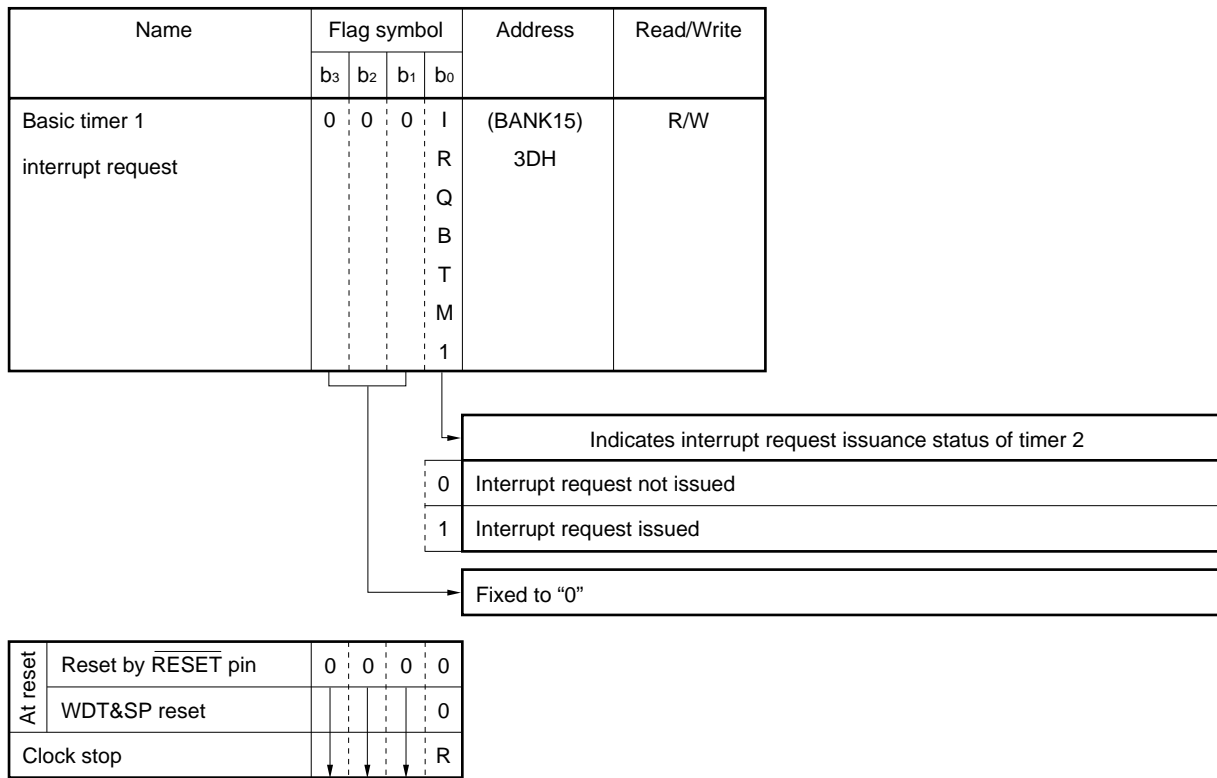 Name Flag symbol Address Read/Write
b3 b2 b1 b0
Basic timer 1 0 0 0 I (BANK15) R/W
interrupt request R 3DH
Q
B
T
M
1
Indicates interrupt request issuance status of timer 2
0 Interrupt request not issued
1 Interrupt request issued
Fixed to “0”
At reset
Reset by RESET pin 0 0 0 0
WDT&SP reset 0
Clock stop R